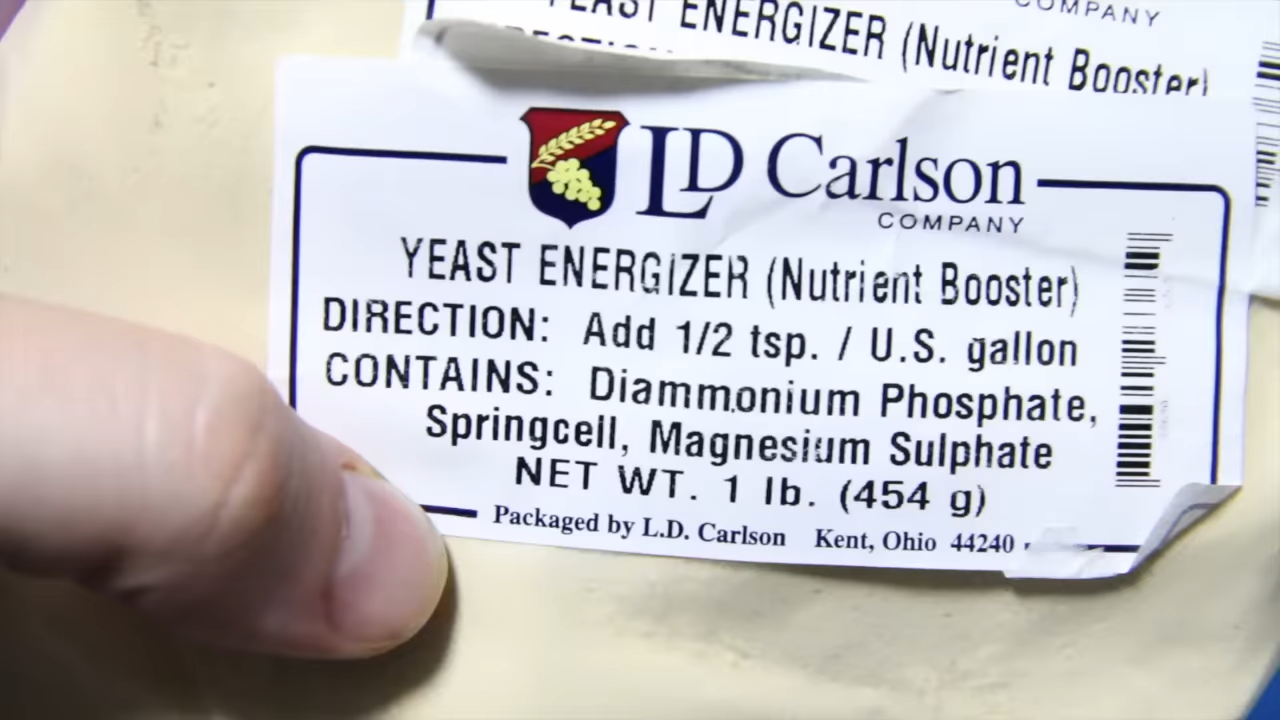 COMPANY
YEAST ENERGIZER (Nutrient Booster)
LD Carlson
COMPANY
YEAST ENERGIZER (Nutrient Booster)
DIRECTION: Add 1/2 tsp. / U.S. gallon
CONTAINS: Diammonium Phosphate,
Springcell, Magnesium Sulphate
NET WT. 1 lb. (454 g)
Packaged by L.D. Carlson Kent, Ohio 44240